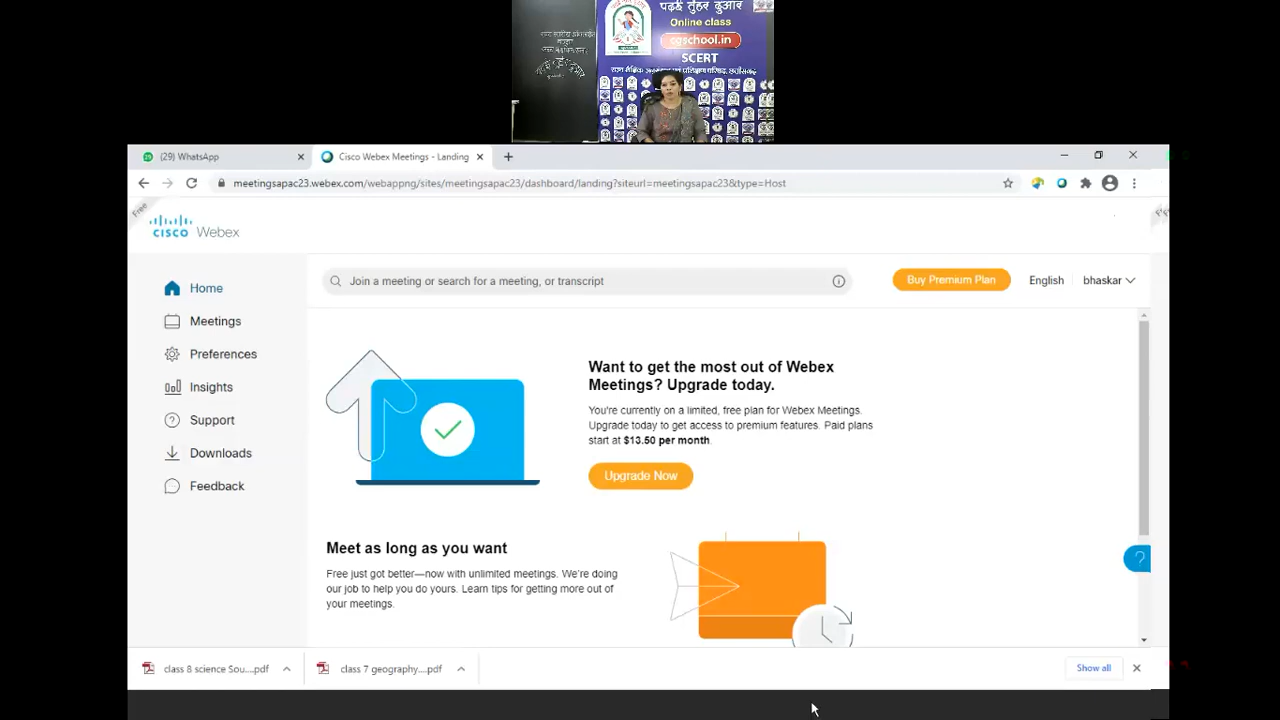 पढ़ई तुंहर दुआर
Online class
cgschool.in
SCERT
(29) WhatsApp
Cisco Webex Meetings - Landing
meetingsapac23.webex.com/webappng/sites/meetingsapac23/dashboard/landing?siteurl=meetingsapac23&type=Host
Free
CISCO Webex
Join a meeting or search for a meeting, or transcript
Buy Premium Plan
English
bhaskar
Home
Meetings
Preferences
Insights
Support
Downloads
Feedback
Want to get the most out of Webex
Meetings? Upgrade today.
You're currently on a limited, free plan for Webex Meetings.
Upgrade today to get access to premium features. Paid plans
start at $13.50 per month.
Upgrade Now
Meet as long as you want
Free just got better—now with unlimited meetings. We're doing
our job to help you do yours. Learn tips for getting more out of
your meetings.
?
class 8 science Sou....pdf
class 7 geography....pdf
Show all